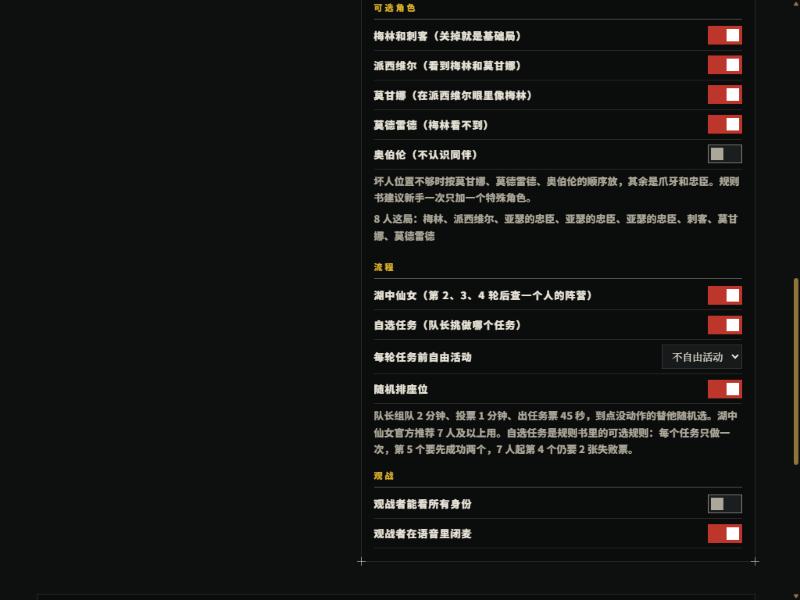 可选角色
梅林和刺客（关掉就是基础局）
派西维尔（看到梅林和莫甘娜）
莫甘娜（在派西维尔眼里像梅林）
莫德雷德（梅林看不到）
奥伯伦（不认识同伴）
坏人位置不够时按莫甘娜、莫德雷德、奥伯伦的顺序放，其余是爪牙和忠臣。规则
书建议新手一次只加一个特殊角色。
8 人这局：梅林、派西维尔、亚瑟的忠臣、亚瑟的忠臣、亚瑟的忠臣、刺客、莫甘
娜、莫德雷德
流程
湖中仙女（第 2、3、4 轮后查一个人的阵营）
自选任务（队长挑做哪个任务）
每轮任务前自由活动
不自由活动
随机排座位
队长组队 2 分钟、投票 1 分钟、出任务票 45 秒，到点没动作的替他随机选。湖中
仙女官方推荐 7 人及以上用。自选任务是规则书里的可选规则：每个任务只做一
次，第 5 个要先成功两个，7 人起第 4 个仍要 2 张失败票。
观战
观战者能看所有身份
观战者在语音里闭麦